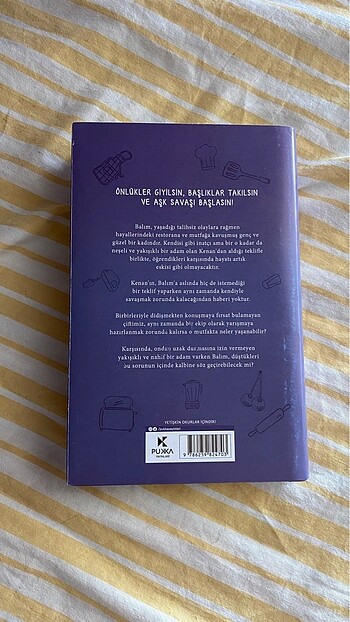 ÖNLÜKLER GİYİLSİN, BAŞLIKLAR TAKILSIN
VE AŞK SAVAŞI BAŞLASIN!
Balım, yaşadığı talihsiz olaylara rağmen
hayallerindeki restorana ve mutfağa kavuşmuş genç ve
güzel bir kadındır. Kendisi gibi inatçı ama bir o kadar da
neşeli ve yakışıklı bir adam olan Kenan'dan aldığı teklifle
birlikte, öğrendikleri karşısında hayatı artık
eskisi gibi olmayacaktır.
Kenan'ın, Balım'a aslında hiç de istemediği
bir teklif yaparken aynı zamanda kendiyle
savaşmak zorunda kalacağından haberi yoktur.
Birbirleriyle didişmekten konuşmaya fırsat bulamayan
çiftimiz, aynı zamanda biz ekip olarak yarışmaya
hazırlanmak zorunda kalırsa o mutfakta neler yaşanabilir?
Karşısında, ondan uzak durmasına izin vermeyen
yakışıklı ve nahif bir adam varken Balım, düştükleri
bu sorunun içinde kalbine söz geçirebilecek mi?
YETİŞKİN OKURLAR İÇİNDİR!
PUKKA
YAYINLARI
9 786259 824703